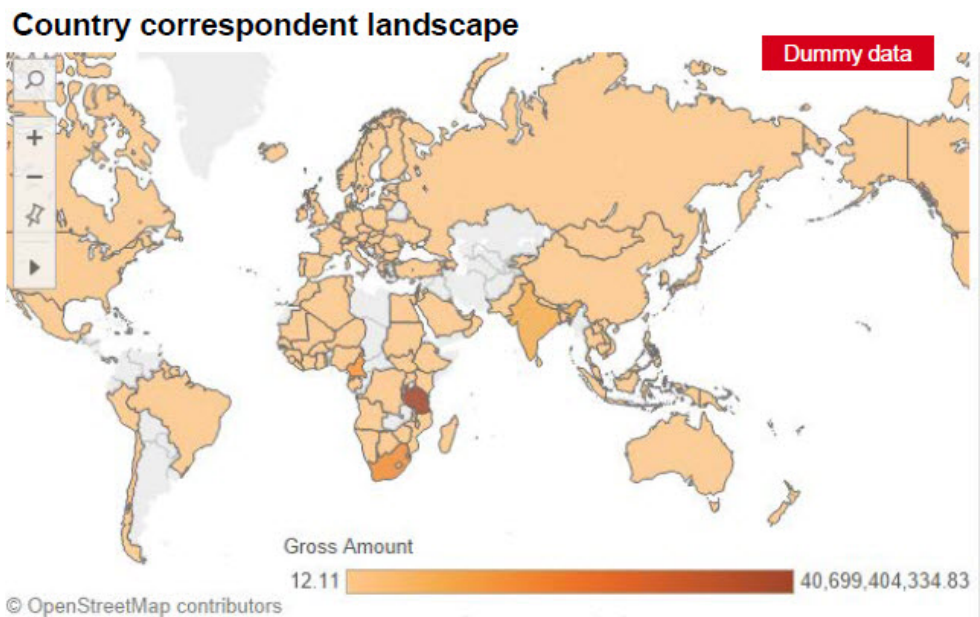 Country correspondent landscape
Dummy data
Gross Amount
12.11
40,699,404,334.83
© OpenStreetMap contributors